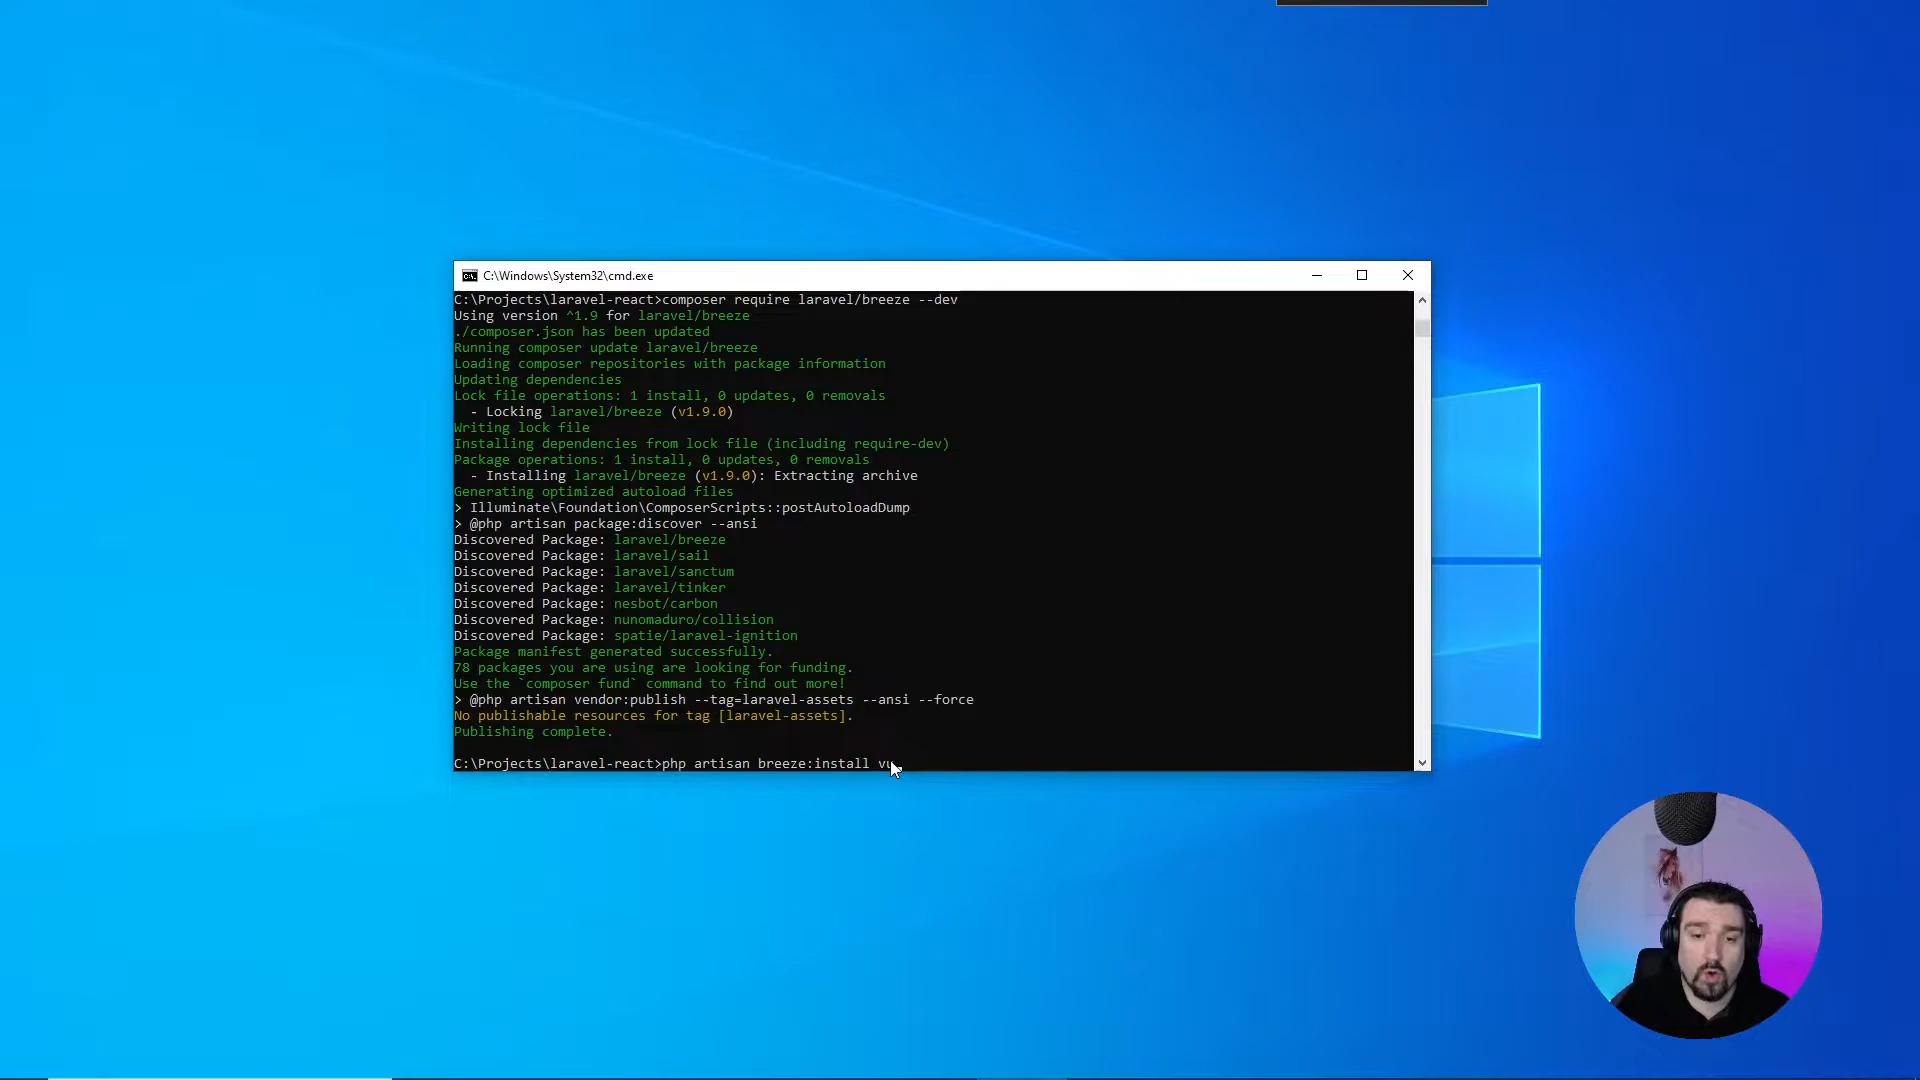 C:\Windows\System32\cmd.exe
C:\Projects\laravel-react>composer require laravel/breeze --dev
Using version ^1.9 for laravel/breeze
./composer.json has been updated
Running composer update laravel/breeze
Loading composer repositories with package information
Updating dependencies
Lock file operations: 1 install, 0 updates, 0 removals
- Locking laravel/breeze (v1.9.0)
Writing lock file
Installing dependencies from lock file (including require-dev)
Package operations: 1 install, 0 updates, 0 removals
- Installing laravel/breeze (v1.9.0): Extracting archive
Generating optimized autoload files
> Illuminate\Foundation\ComposerScripts::postAutoloadDump
> @php artisan package:discover --ansi
Discovered Package: laravel/breeze
Discovered Package: laravel/sail
Discovered Package: laravel/sanctum
Discovered Package: laravel/tinker
Discovered Package: nesbot/carbon
Discovered Package: nunomaduro/collision
Discovered Package: spatie/laravel-ignition
Package manifest generated successfully.
78 packages you are using are looking for funding.
Use the `composer fund` command to find out more!
> @php artisan vendor:publish --tag=laravel-assets --ansi --force
No publishable resources for tag [laravel-assets].
Publishing complete.
C:\Projects\laravel-react>php artisan breeze:install